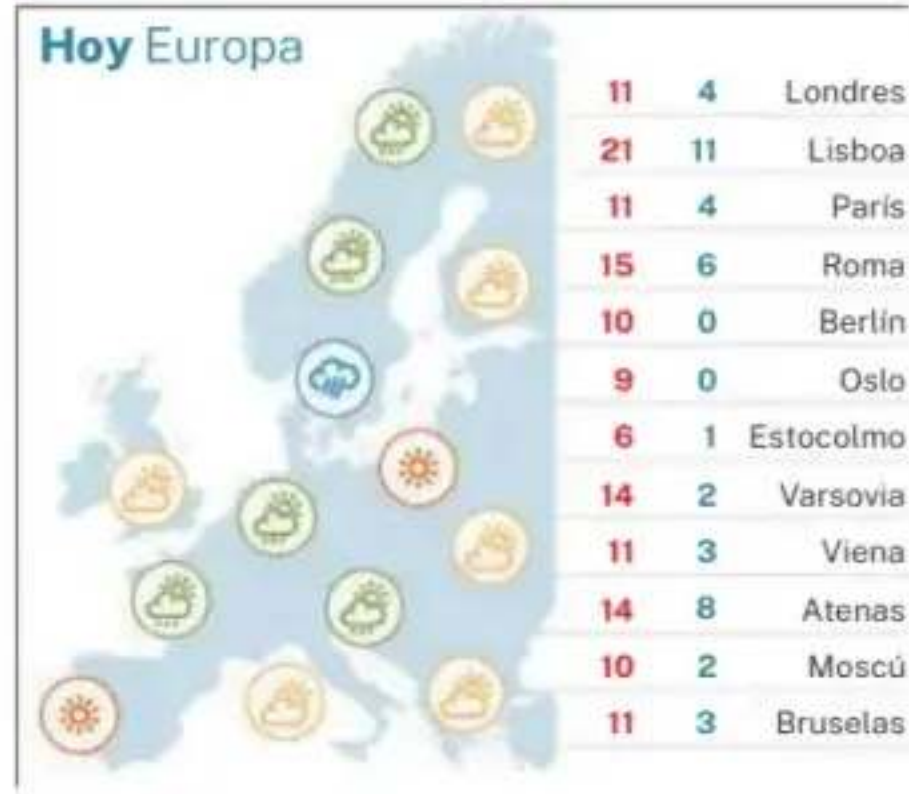 Hoy Europa
11 4 Londres
21 11 Lisboa
11 4 París
15 6 Roma
10 0 Berlín
9 0 Oslo
6 1 Estocolmo
14 2 Varsovia
11 3 Viena
14 8 Atenas
10 2 Moscú
11 3 Bruselas